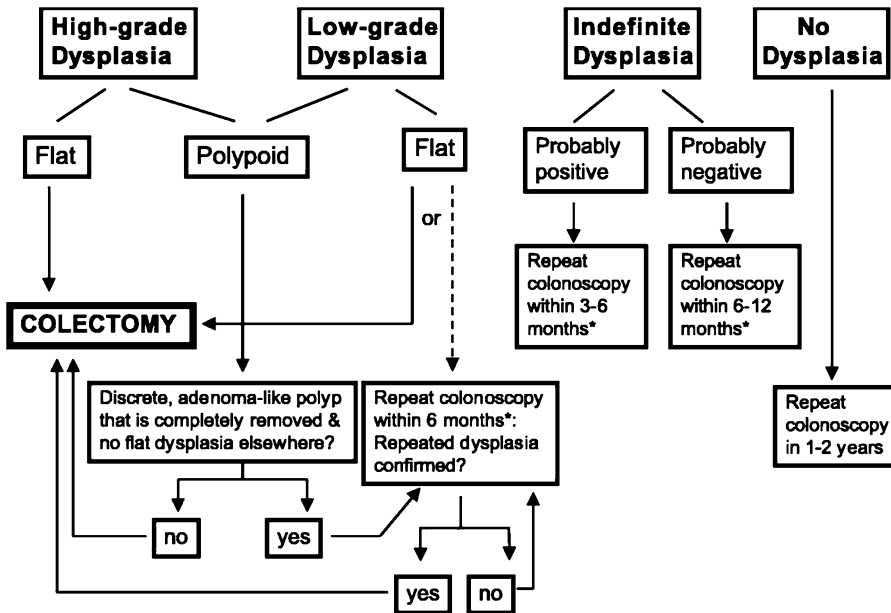 High-grade
Dysplasia
Low-grade
Dysplasia
Indefinite
Dysplasia
No
Dysplasia
Flat
Polypoid
Flat
Probably
positive
Probably
negative
or
Repeat
colonoscopy
within 3-6
months*
Repeat
colonoscopy
within 6-12
months*
COLECTOMY
Discrete, adenoma-like polyp
that is completely removed &
no flat dysplasia elsewhere?
Repeat colonoscopy
within 6 months*:
Repeated dysplasia
confirmed?
Repeat
colonoscopy
in 1-2 years
no
yes
yes
no